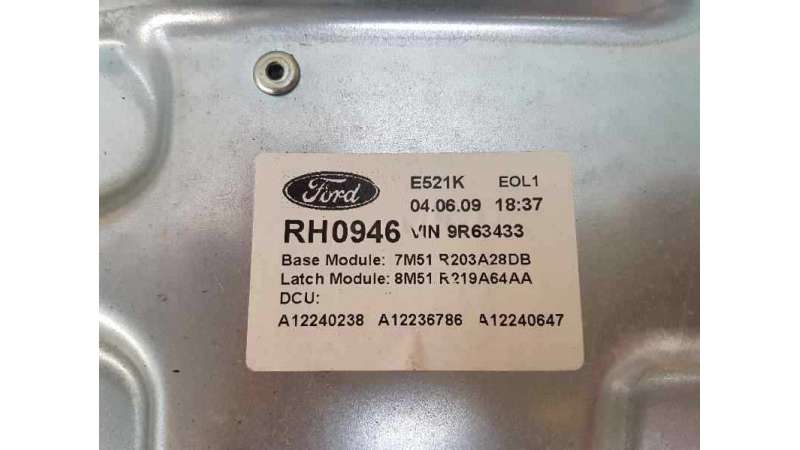 Ford E521K EOL1
04.06.09 18:37
RH0946 VIN 9R63433
Base Module: 7M51 R203A28DB
Latch Module: 8M51 R219A64AA
DCU:
A12240238 A12236786 A12240647